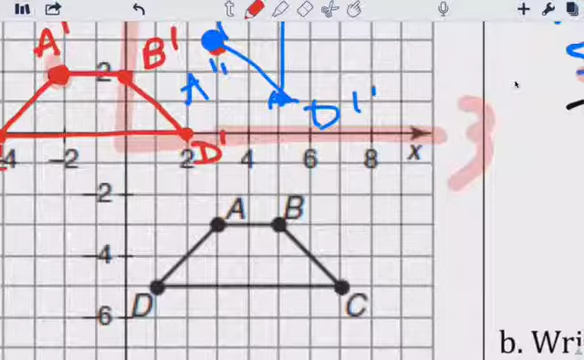 t
A' B'
2
A'' D''
-4 -2 2 D' 4 6 8 x
3
-2
A B
-4
D C
-6
b. Wri